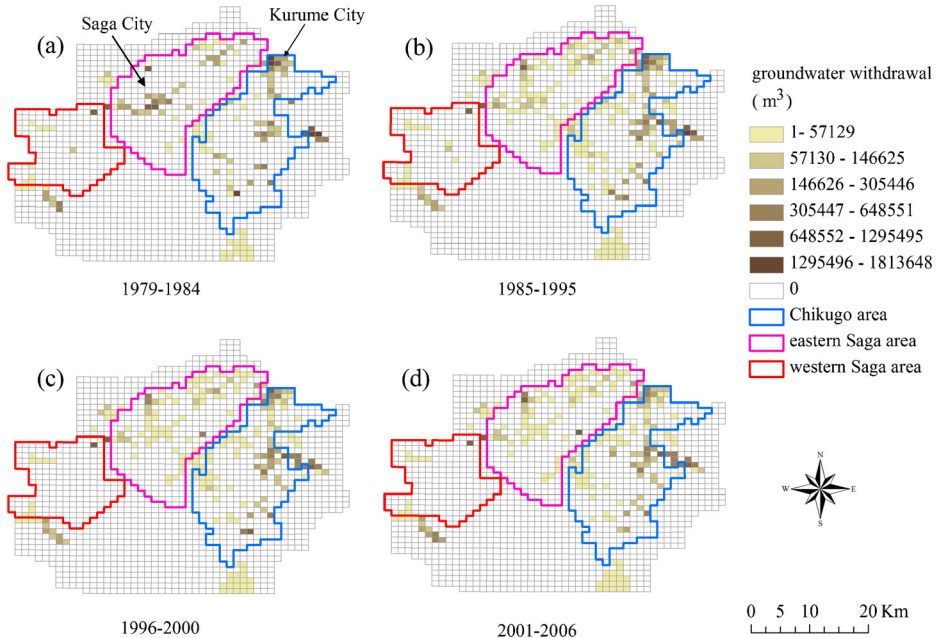 Saga City
Kurume City
(a)
(b)
1979-1984
1985-1995
(c)
(d)
1996-2000
2001-2006
groundwater withdrawal
( m³)
1- 57129
57130 - 146625
146626 - 305446
305447 - 648551
648552 - 1295495
1295496 - 1813648
0
Chikugo area
eastern Saga area
western Saga area
N
W E
S
0 5 10 20 Km